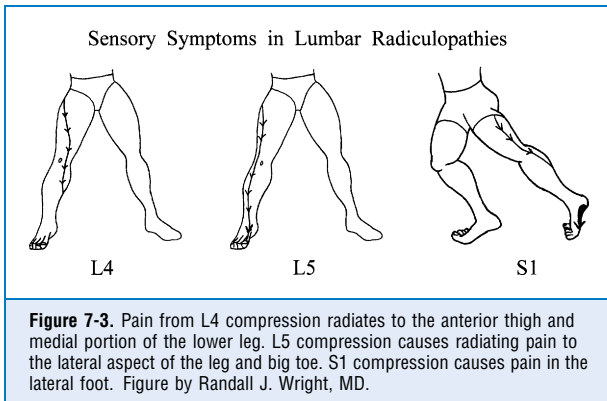 Sensory Symptoms in Lumbar Radiculopathies
L4
L5
S1
Figure 7-3. Pain from L4 compression radiates to the anterior thigh and
medial portion of the lower leg. L5 compression causes radiating pain to
the lateral aspect of the leg and big toe. S1 compression causes pain in the
lateral foot. Figure by Randall J. Wright, MD.